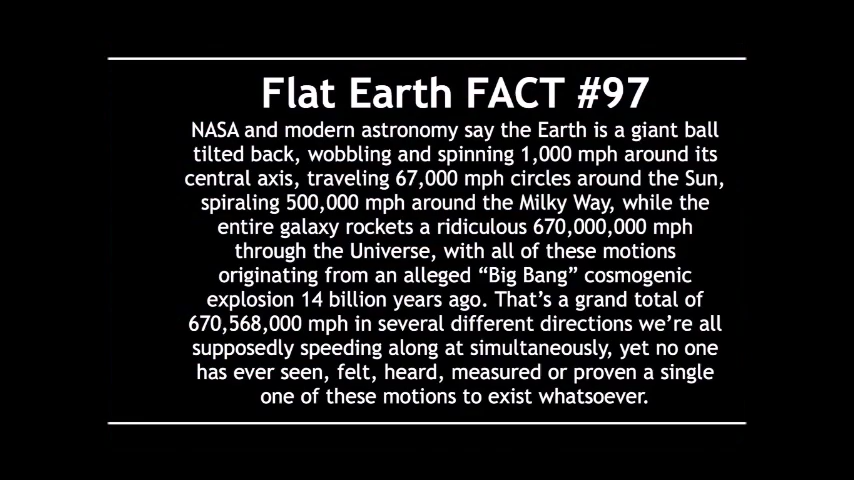 Flat Earth FACT #97
NASA and modern astronomy say the Earth is a giant ball
tilted back, wobbling and spinning 1,000 mph around its
central axis, traveling 67,000 mph circles around the Sun,
spiraling 500,000 mph around the Milky Way, while the
entire galaxy rockets a ridiculous 670,000,000 mph
through the Universe, with all of these motions
originating from an alleged “Big Bang” cosmogenic
explosion 14 billion years ago. That’s a grand total of
670,568,000 mph in several different directions we’re all
supposedly speeding along at simultaneously, yet no one
has ever seen, felt, heard, measured or proven a single
one of these motions to exist whatsoever.